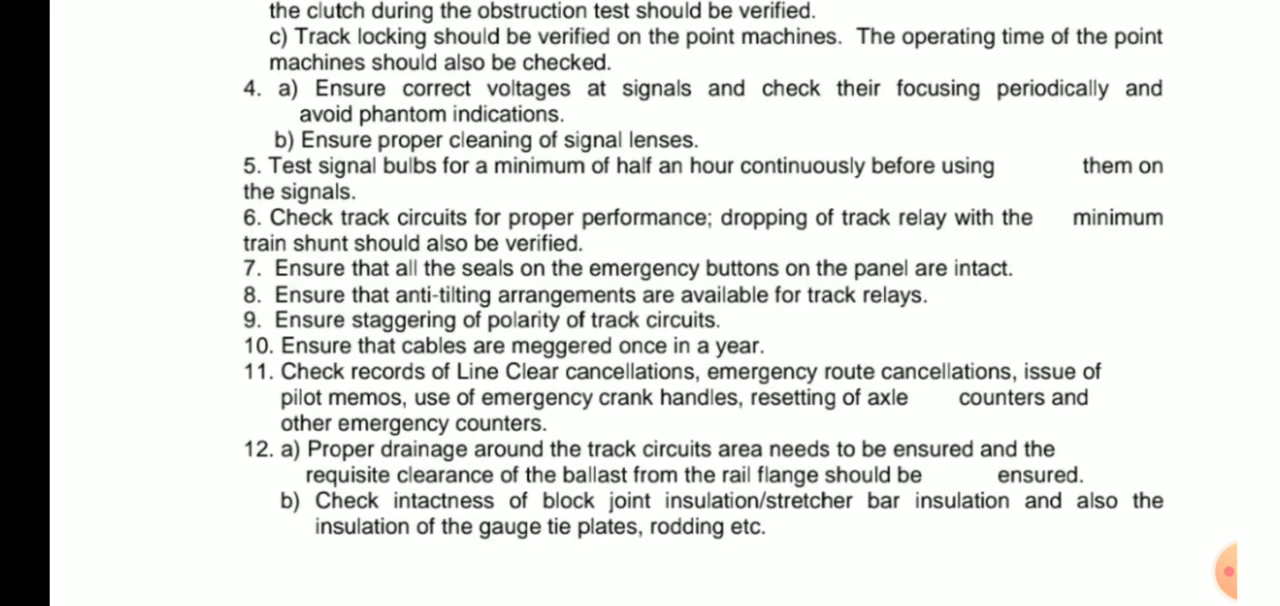 the clutch during the obstruction test should be verified.
c) Track locking should be verified on the point machines. The operating time of the point
machines should also be checked.
4. a) Ensure correct voltages at signals and check their focusing periodically and
avoid phantom indications.
b) Ensure proper cleaning of signal lenses.
5. Test signal bulbs for a minimum of half an hour continuously before using them on
the signals.
6. Check track circuits for proper performance; dropping of track relay with the minimum
train shunt should also be verified.
7. Ensure that all the seals on the emergency buttons on the panel are intact.
8. Ensure that anti-tilting arrangements are available for track relays.
9. Ensure staggering of polarity of track circuits.
10. Ensure that cables are meggered once in a year.
11. Check records of Line Clear cancellations, emergency route cancellations, issue of
pilot memos, use of emergency crank handles, resetting of axle counters and
other emergency counters.
12. a) Proper drainage around the track circuits area needs to be ensured and the
requisite clearance of the ballast from the rail flange should be ensured.
b) Check intactness of block joint insulation/stretcher bar insulation and also the
insulation of the gauge tie plates, rodding etc.